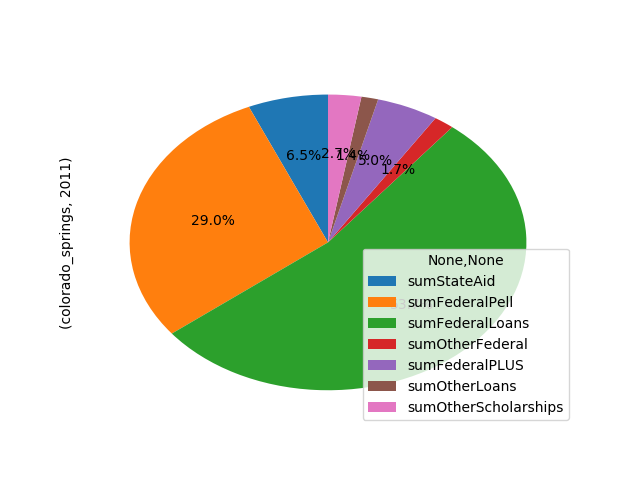 2.7%
1.4%
5.0%
1.7%
6.5%
29.0%
(colorado_springs, 2011)
None,None
sumStateAid
sumFederalPell
sumFederalLoans
sumOtherFederal
sumFederalPLUS
sumOtherLoans
sumOtherScholarships